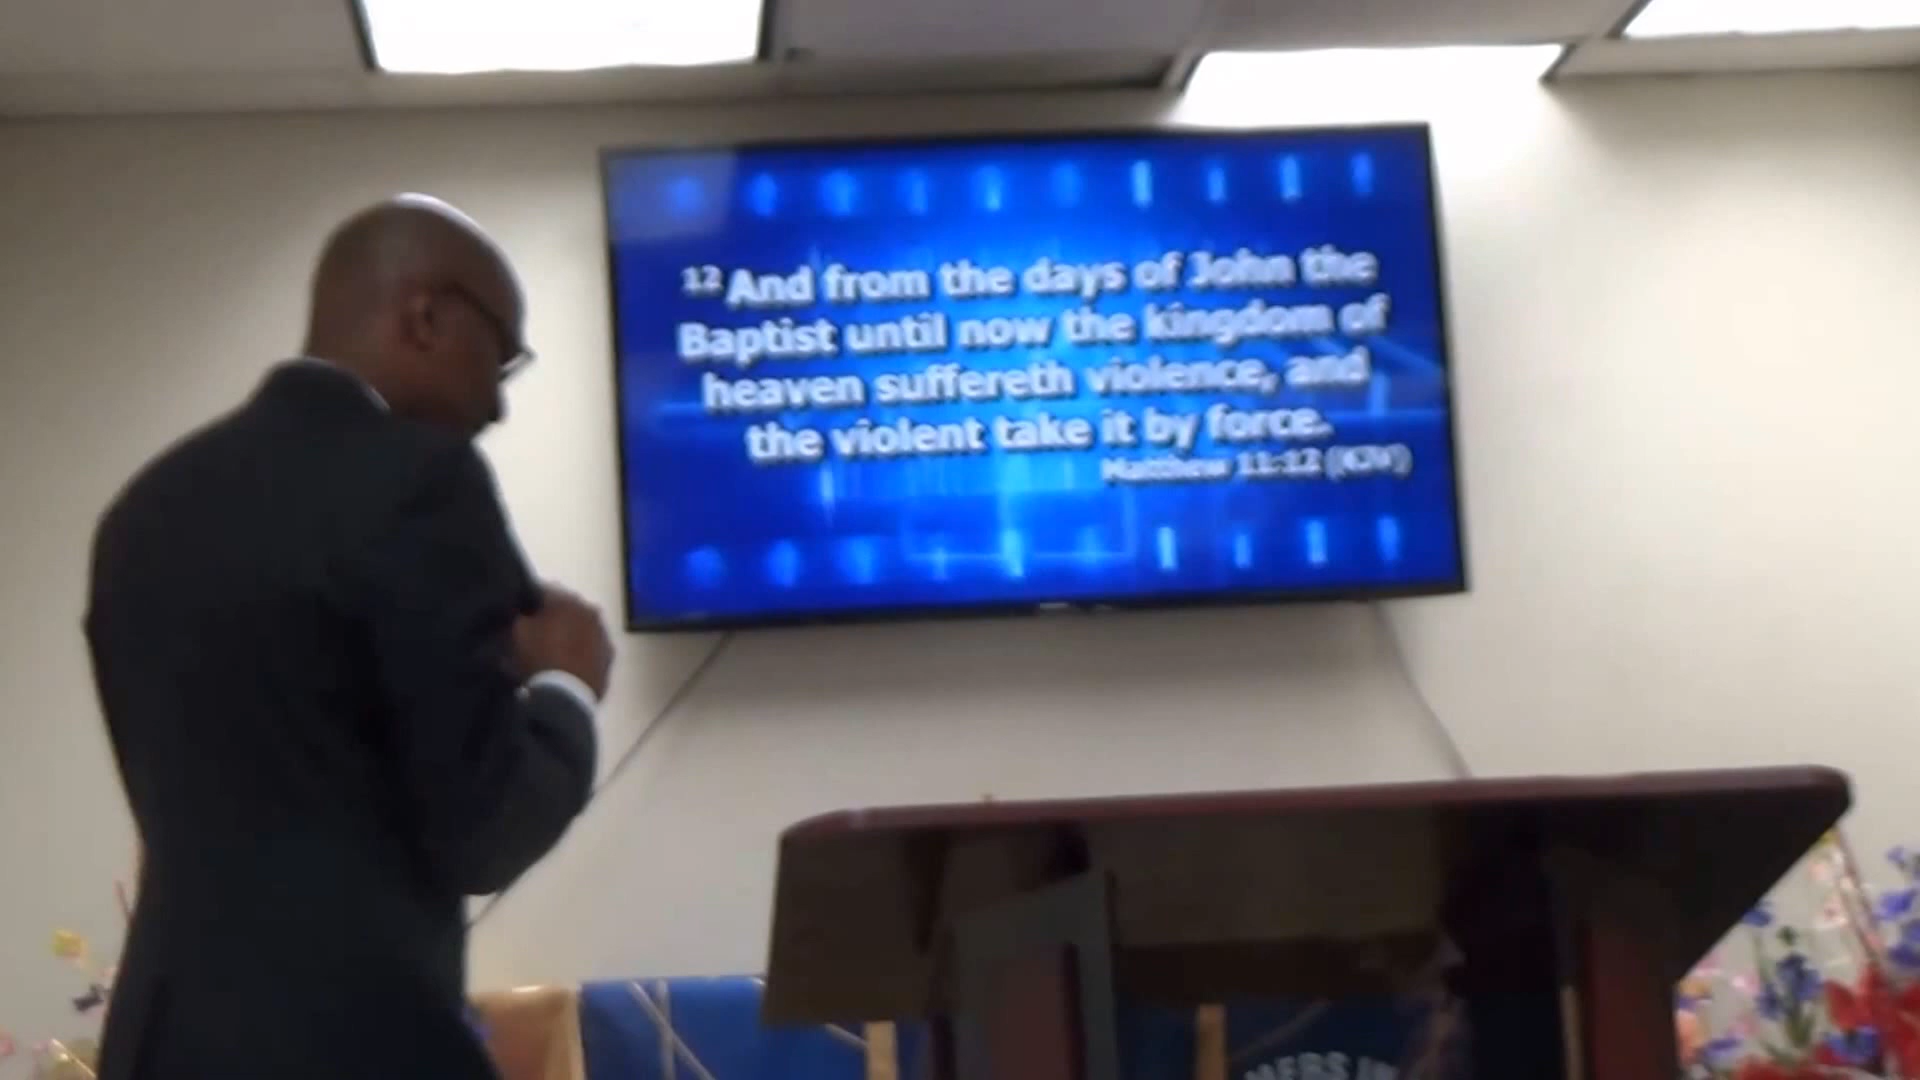 12 And from the days of John the
Baptist until now the kingdom of
heaven suffereth violence, and
the violent take it by force.
Matthew 11:12 (KJV)